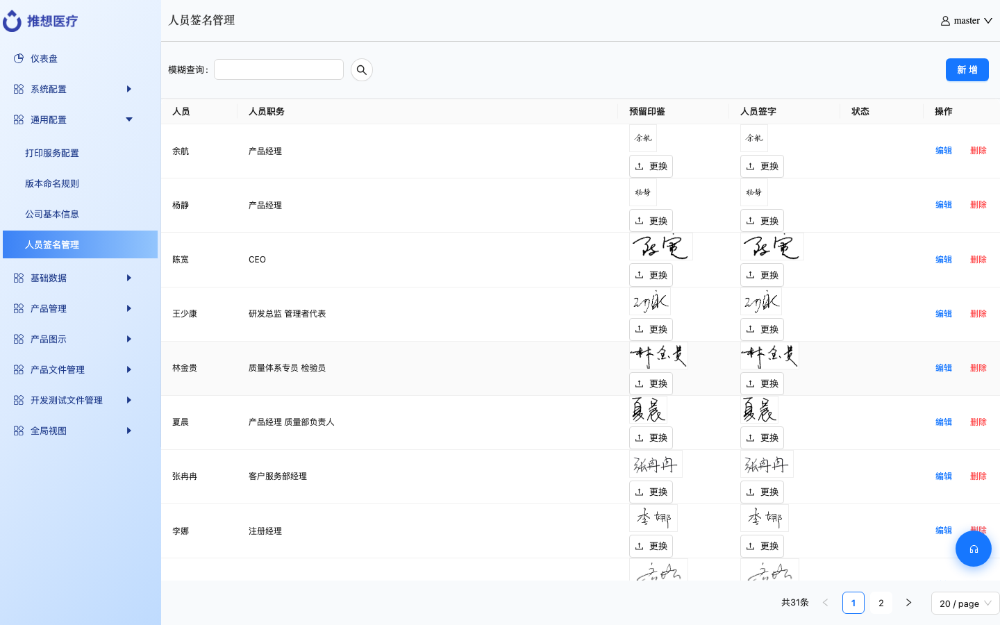 推想医疗
人员签名管理
master
仪表盘
系统配置
通用配置
打印服务配置
版本命名规则
公司基本信息
人员签名管理
基础数据
产品管理
产品图示
产品文件管理
开发测试文件管理
全局视图
模糊查询：
新 增
人员 人员职务 预留印鉴 人员签字 状态 操作
余航 产品经理 余航 余航 编辑 删除
更换 更换
杨静 产品经理 杨静 杨静 编辑 删除
更换 更换
陈宽 CEO 陈宽 陈宽 编辑 删除
更换 更换
王少康 研发总监 管理者代表 编辑 删除
更换 更换
林金贵 质量体系专员 检验员 林金贵 林金贵 编辑 删除
更换 更换
夏晨 产品经理 质量部负责人 夏晨 夏晨 编辑 删除
更换 更换
张冉冉 客户服务部经理 张冉冉 张冉冉 编辑 删除
更换 更换
李娜 注册经理 李娜 李娜 编辑 删除
更换 更换
共31条 1 2 20 / page